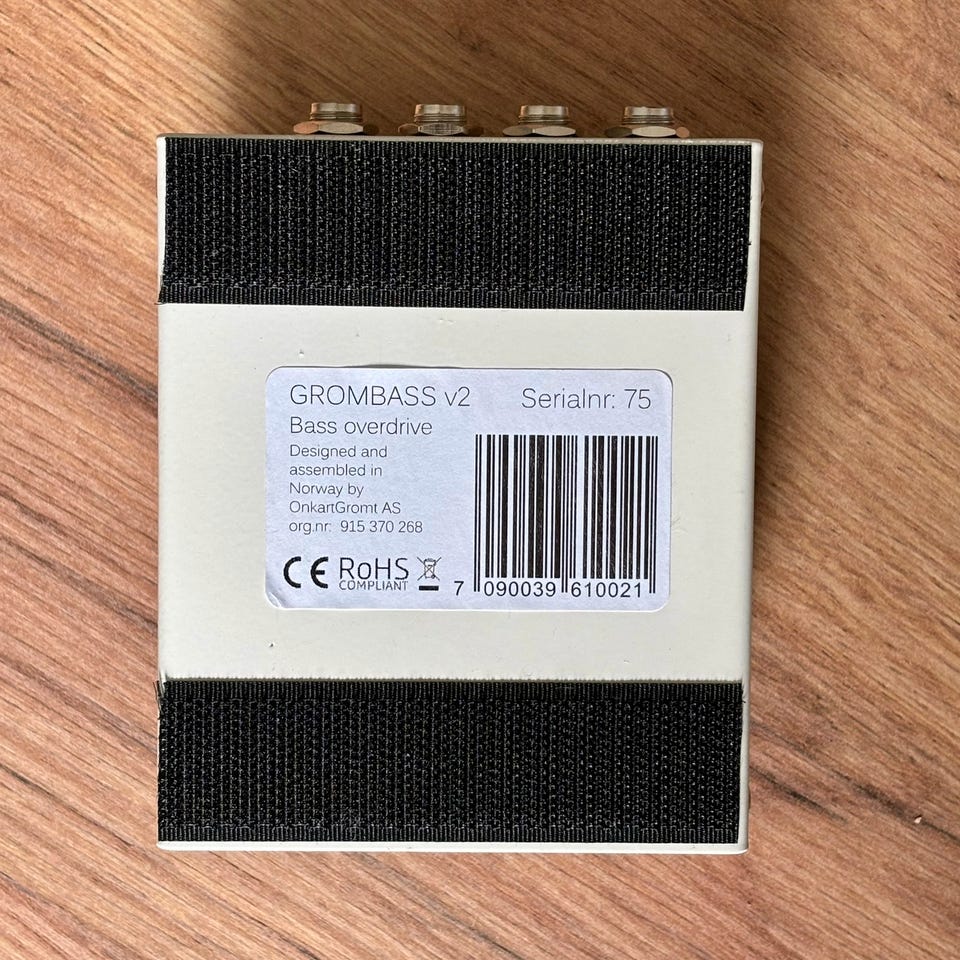 GROMBASS v2 Serialnr: 75
Bass overdrive
Designed and
assembled in
Norway by
OnkartGromt AS
org.nr: 915 370 268
CE RoHS
COMPLIANT
7 090039 610021